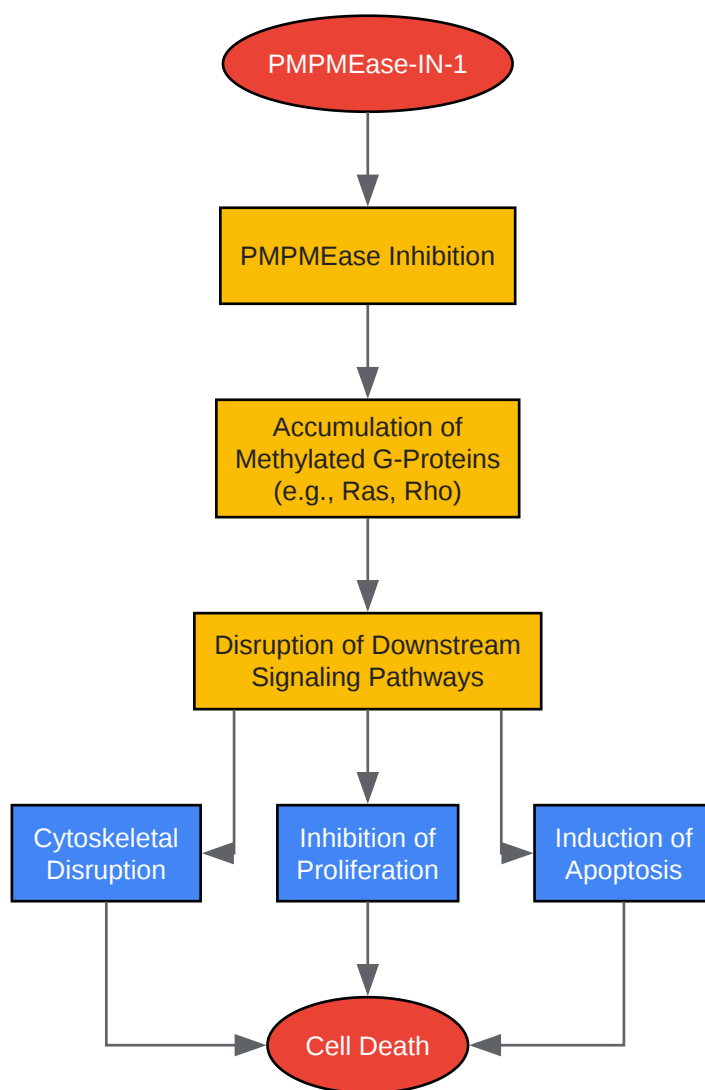 PMPMEase-IN-1
PMPMEase Inhibition
Accumulation of
Methylated G-Proteins
(e.g., Ras, Rho)
Disruption of Downstream
Signaling Pathways
Cytoskeletal
Disruption
Inhibition of
Proliferation
Induction of
Apoptosis
Cell Death